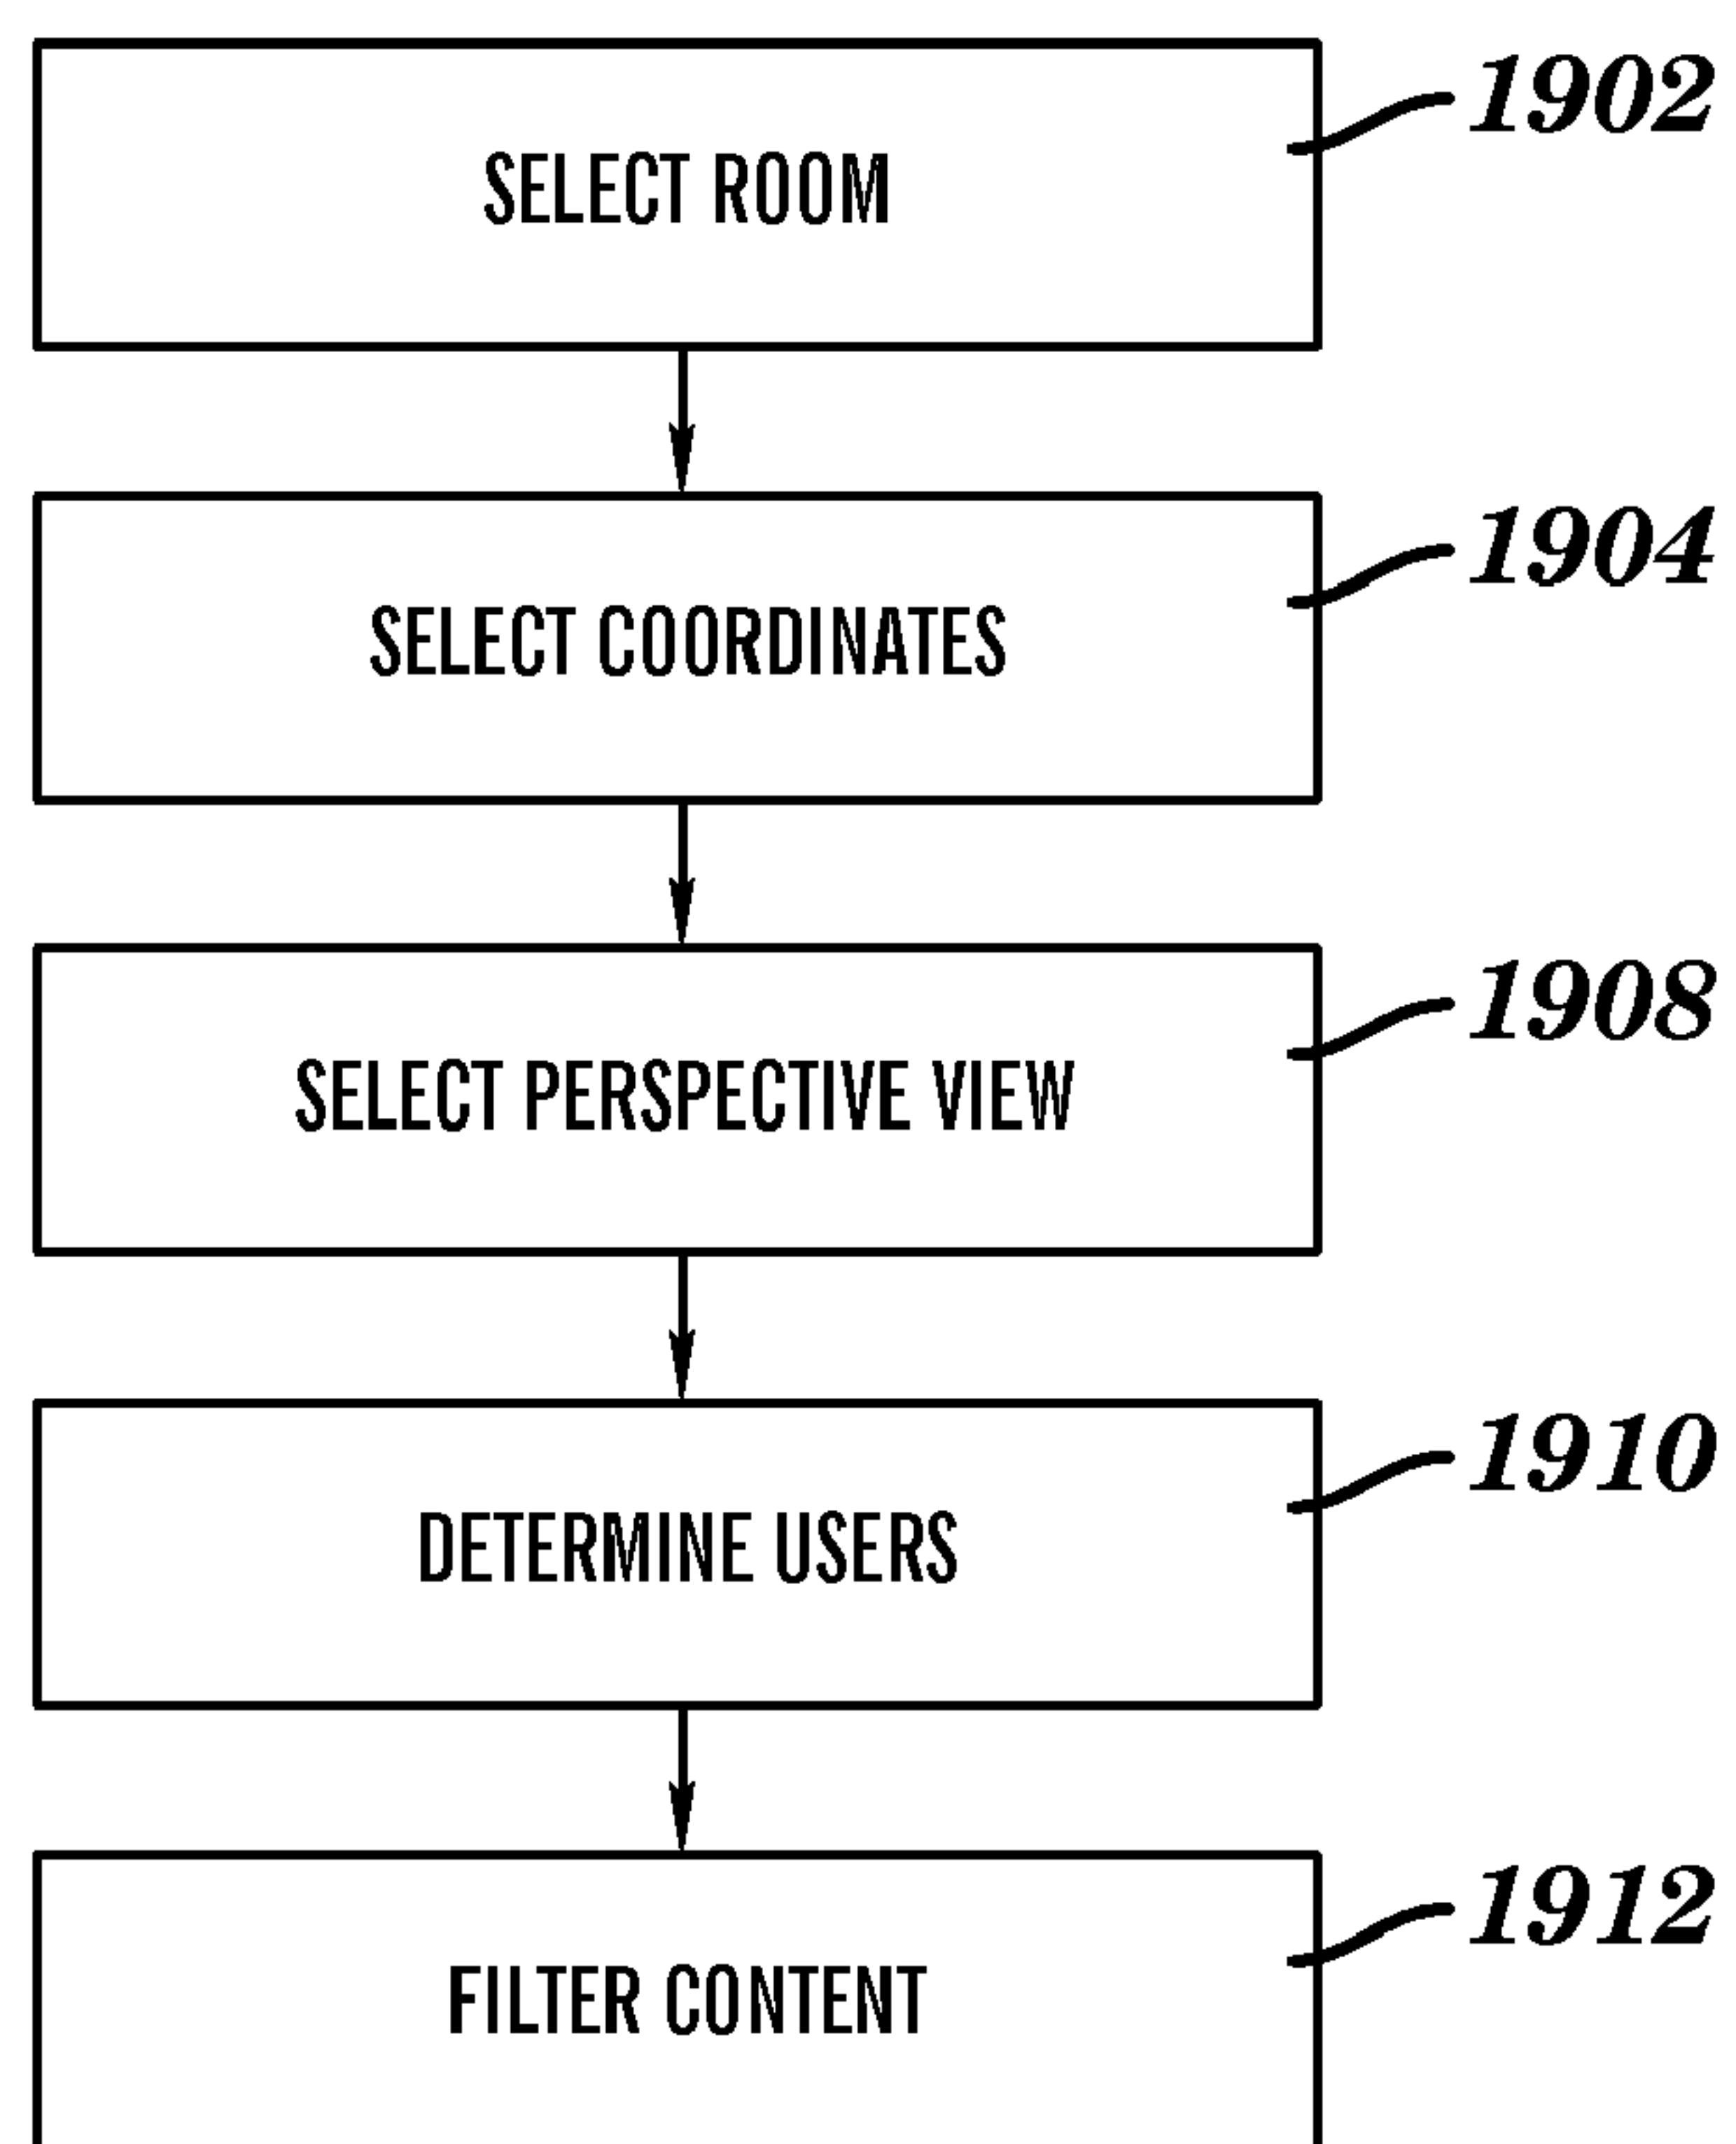 SELECT ROOM
1902
SELECT COORDINATES
1904
SELECT PERSPECTIVE VIEW
1908
DETERMINE USERS
1910
FILTER CONTENT
1912